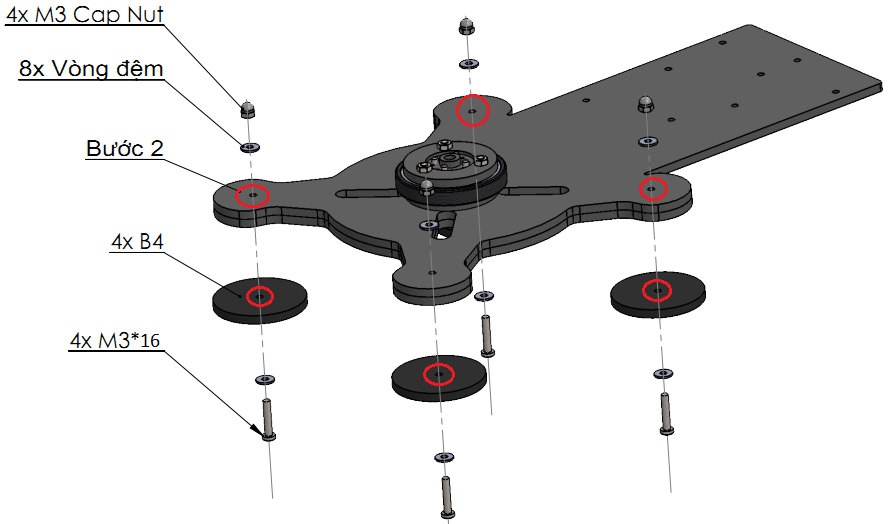 4x M3 Cap Nut
8x Vòng đệm
Bước 2
4x B4
4x M3*16